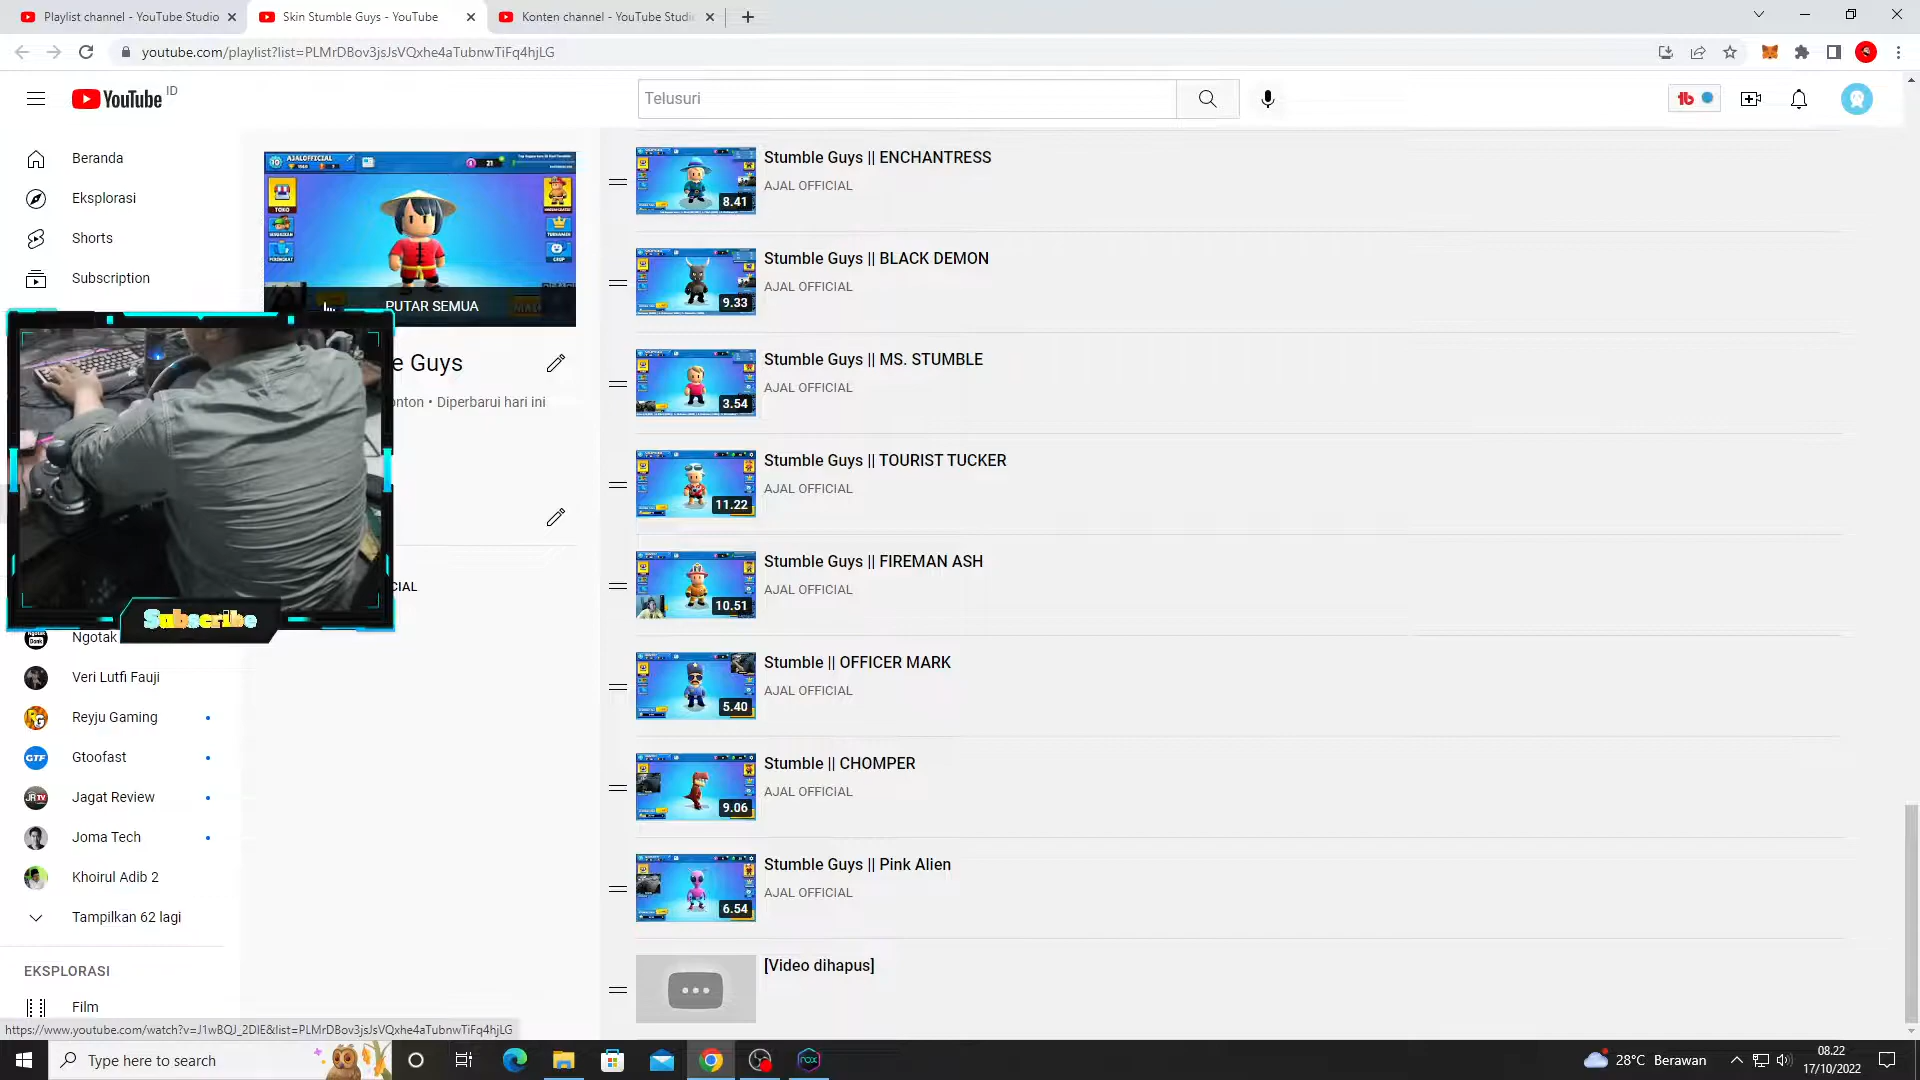 Playlist channel - YouTube Studio
Skin Stumble Guys - YouTube
Konten channel - YouTube Studi
youtube.com/playlist?list=PLMrDBov3jsJsVQxhe4aTubnwTiFq4hjLG
YouTube ID
Telusuri
Beranda
Eksplorasi
Shorts
Subscription
AJALOFFICIAL
21
TOKO
PUTAR SEMUA
e Guys
onton • Diperbarui hari ini
CIAL
Subscribe
Ngotak
Veri Lutfi Fauji
Reyju Gaming
GTF
Gtoofast
Jagat Review
Joma Tech
Khoirul Adib 2
Tampilkan 62 lagi
EKSPLORASI
Film
Stumble Guys || ENCHANTRESS
AJAL OFFICIAL
8.41
Stumble Guys || BLACK DEMON
AJAL OFFICIAL
9.33
Stumble Guys || MS. STUMBLE
AJAL OFFICIAL
3.54
Stumble Guys || TOURIST TUCKER
AJAL OFFICIAL
11.22
Stumble Guys || FIREMAN ASH
AJAL OFFICIAL
10.51
Stumble || OFFICER MARK
AJAL OFFICIAL
5.40
Stumble || CHOMPER
AJAL OFFICIAL
9.06
Stumble Guys || Pink Alien
AJAL OFFICIAL
6.54
[Video dihapus]
https://www.youtube.com/watch?v=J1wBQJ_2DlE&list=PLMrDBov3jsJsVQxhe4aTubnwTiFq4hjLG
Type here to search
28°C Berawan
08.22
17/10/2022